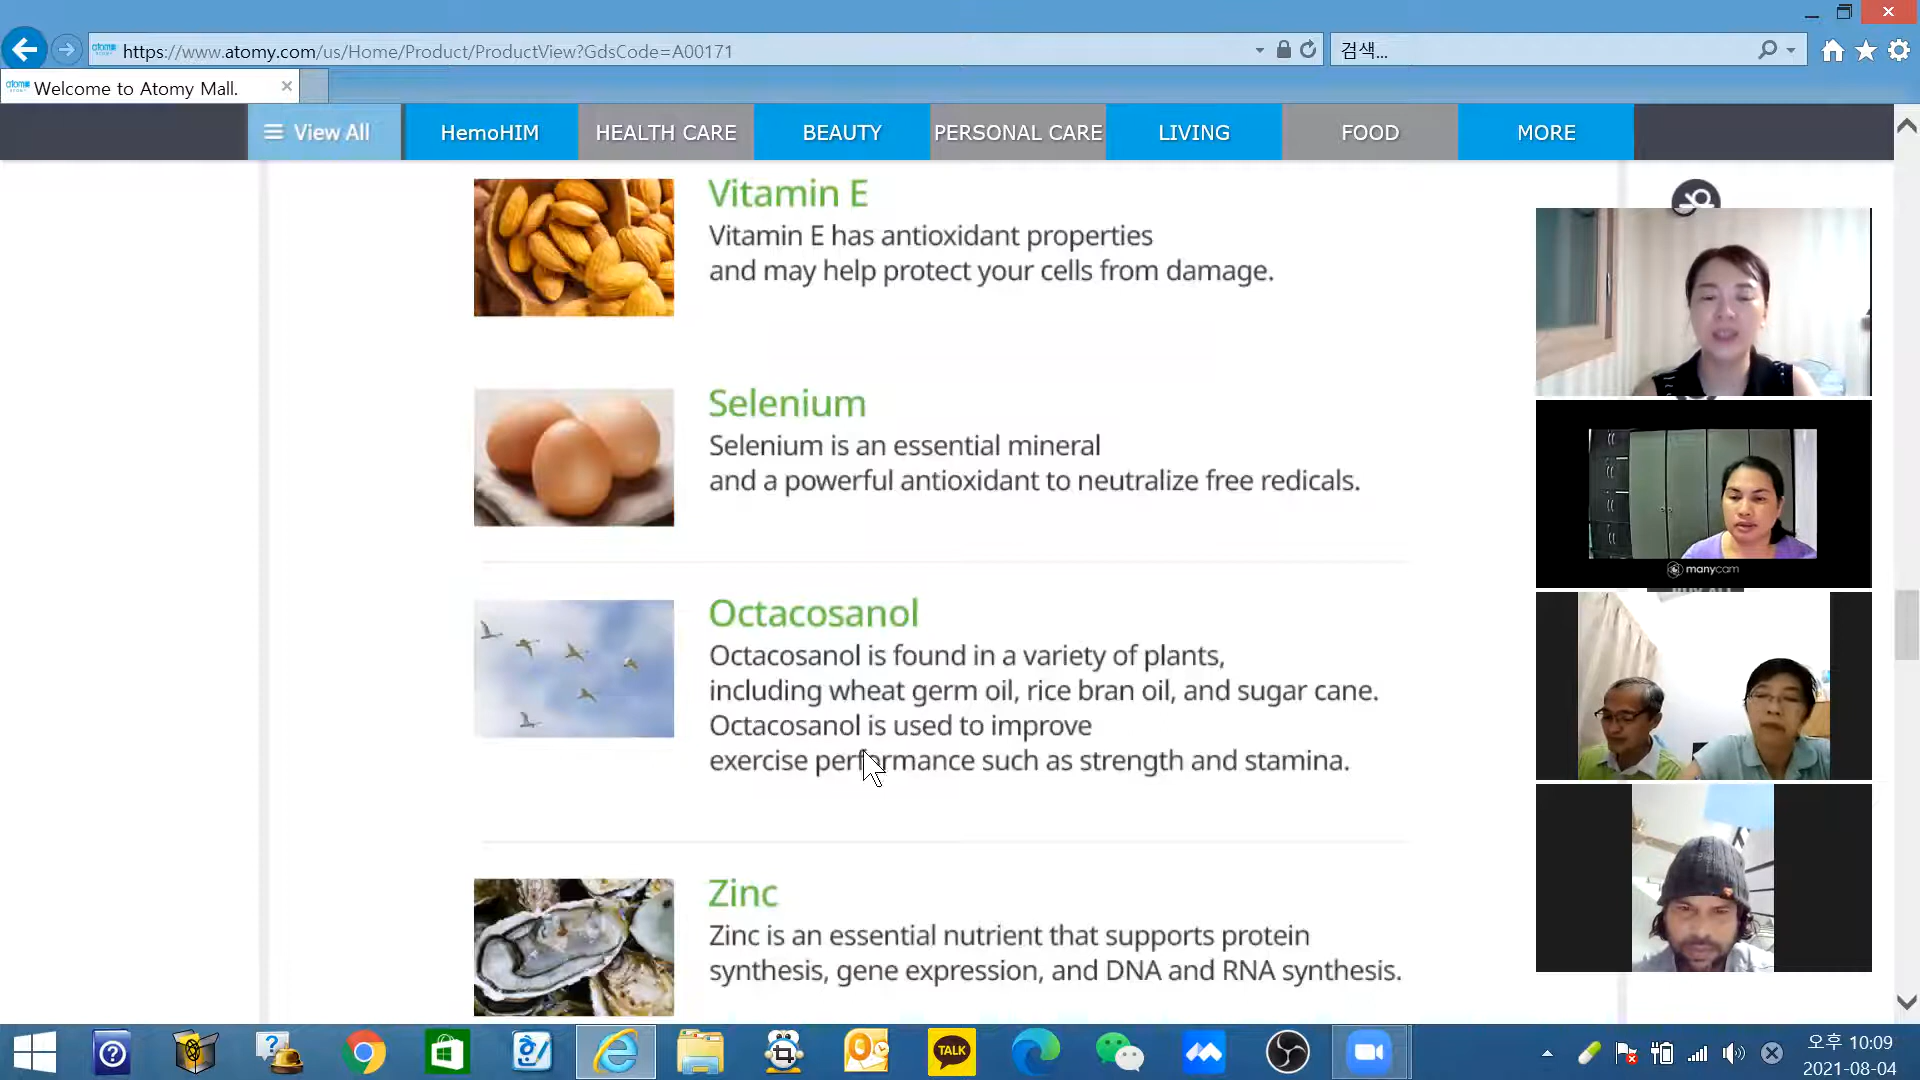 https://www.atomy.com/us/Home/Product/ProductView?GdsCode=A00171
검색...
Welcome to Atomy Mall.
View All
HemoHIM
HEALTH CARE
BEAUTY
PERSONAL CARE
LIVING
FOOD
MORE
Vitamin E
Vitamin E has antioxidant properties
and may help protect your cells from damage.
Selenium
Selenium is an essential mineral
and a powerful antioxidant to neutralize free redicals.
Octacosanol
Octacosanol is found in a variety of plants,
including wheat germ oil, rice bran oil, and sugar cane.
Octacosanol is used to improve
exercise performance such as strength and stamina.
Zinc
Zinc is an essential nutrient that supports protein
synthesis, gene expression, and DNA and RNA synthesis.
manycam
TALK
오후 10:09
2021-08-04